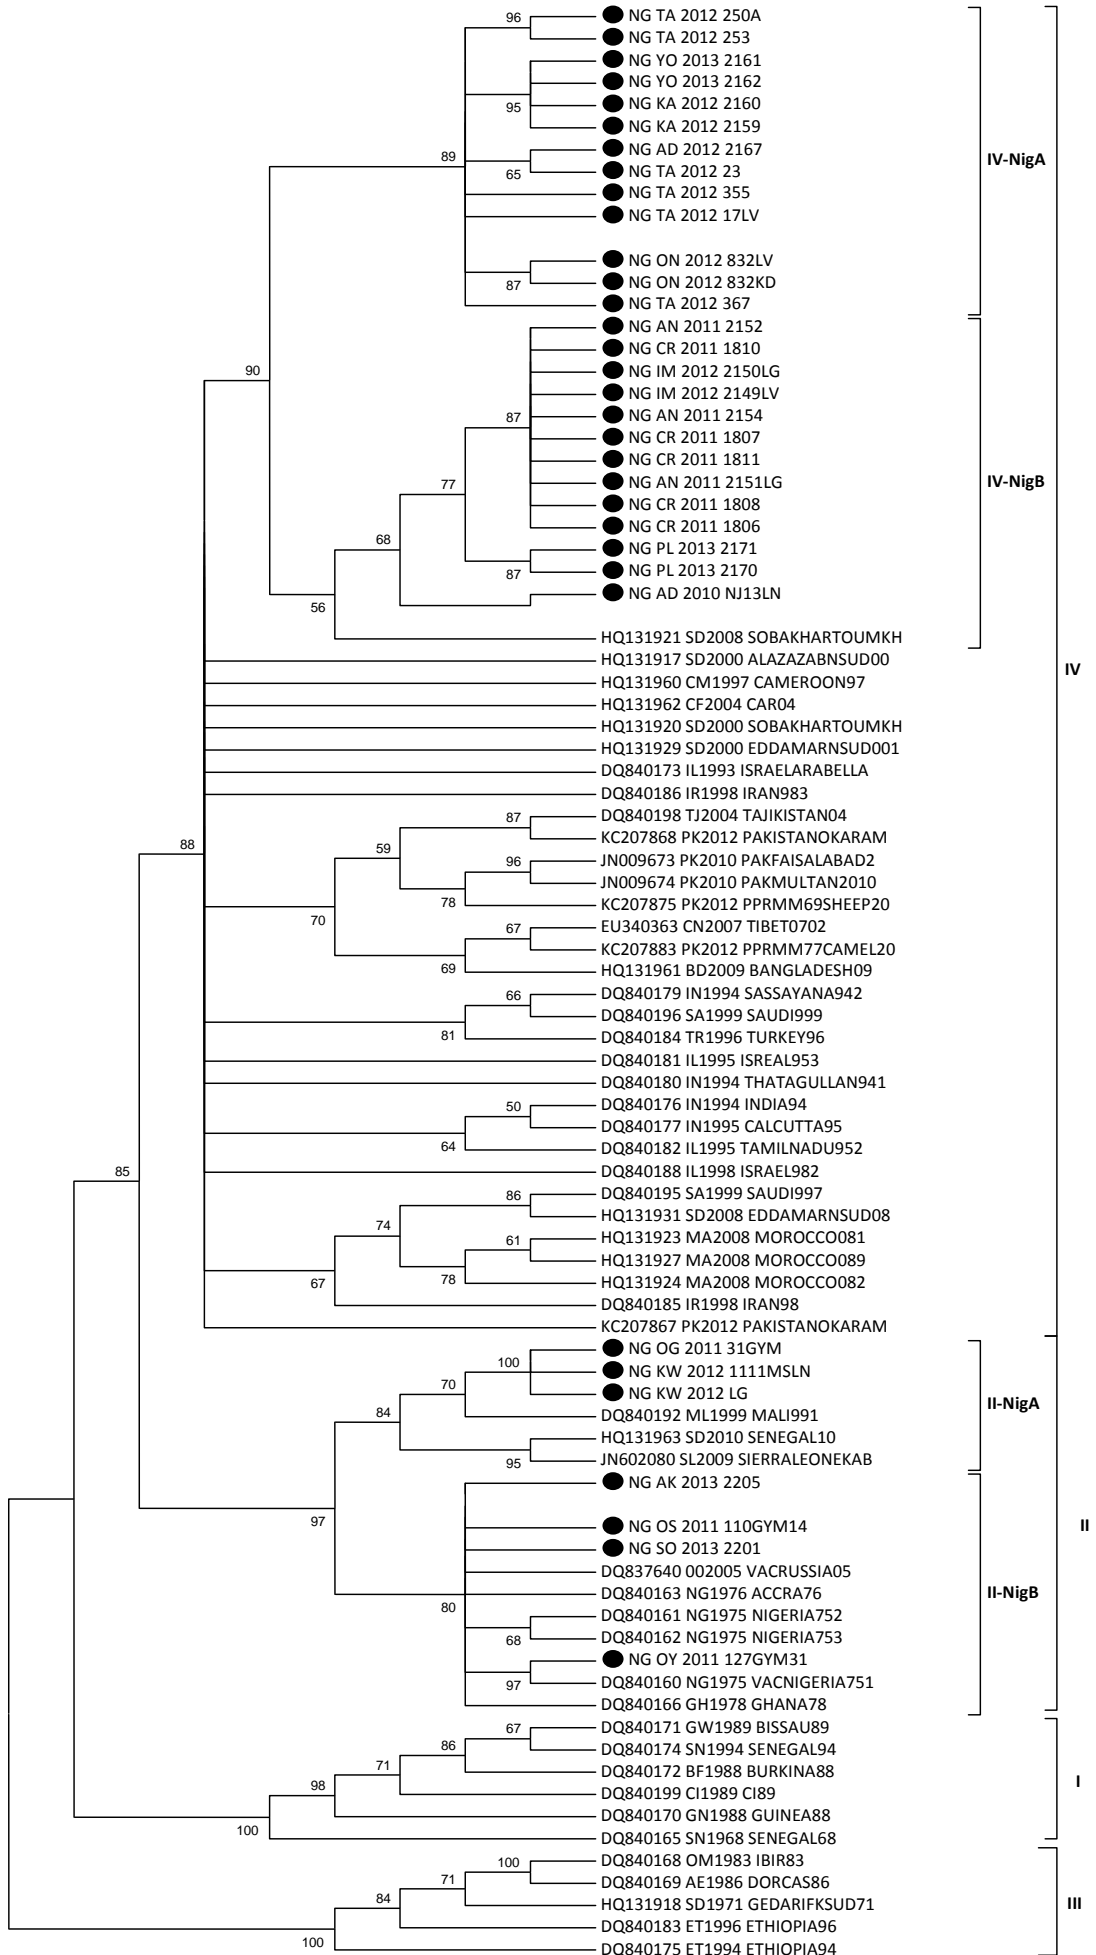 96
NG TA 2012 250A
NG TA 2012 253
NG YO 2013 2161
NG YO 2013 2162
NG KA 2012 2160
95
NG KA 2012 2159
NG AD 2012 2167
89
IV-NigA
65
NG TA 2012 23
NG TA 2012 355
NG TA 2012 17LV
NG ON 2012 832LV
87
NG ON 2012 832KD
NG TA 2012 367
NG AN 2011 2152
NG CR 2011 1810
90
NG IM 2012 2150LG
NG IM 2012 2149LV
87
NG AN 2011 2154
NG CR 2011 1807
NG CR 2011 1811
77
NG AN 2011 2151LG
IV-NigB
NG CR 2011 1808
NG CR 2011 1806
68
NG PL 2013 2171
87
NG PL 2013 2170
NG AD 2010 NJ13LN
56
HQ131921 SD2008 SOBAKHARTOUMKH
HQ131917 SD2000 ALAZAZABNSUD00
IV
HQ131960 CM1997 CAMEROON97
HQ131962 CF2004 CAR04
HQ131920 SD2000 SOBAKHARTOUMKH
HQ131929 SD2000 EDDAMARNSUD001
DQ840173 IL1993 ISRAELARABELLA
DQ840186 IR1998 IRAN983
87
DQ840198 TJ2004 TAJIKISTAN04
KC207868 PK2012 PAKISTANOKARAM
88
59
96
JN009673 PK2010 PAKFAISALABAD2
JN009674 PK2010 PAKMULTAN2010
78
KC207875 PK2012 PPRMM69SHEEP20
70
67
EU340363 CN2007 TIBET0702
KC207883 PK2012 PPRMM77CAMEL20
69
HQ131961 BD2009 BANGLADESH09
66
DQ840179 IN1994 SASSAYANA942
DQ840196 SA1999 SAUDI999
81
DQ840184 TR1996 TURKEY96
DQ840181 IL1995 ISREAL953
DQ840180 IN1994 THATAGULLAN941
50
DQ840176 IN1994 INDIA94
DQ840177 IN1995 CALCUTTA95
64
DQ840182 IL1995 TAMILNADU952
85
DQ840188 IL1998 ISRAEL982
86
DQ840195 SA1999 SAUDI997
HQ131931 SD2008 EDDAMARNSUD08
74
61
HQ131923 MA2008 MOROCCO081
HQ131927 MA2008 MOROCCO089
67
78
HQ131924 MA2008 MOROCCO082
DQ840185 IR1998 IRAN98
KC207867 PK2012 PAKISTANOKARAM
NG OG 2011 31GYM
100
NG KW 2012 1111MSLN
70
NG KW 2012 LG
II-NigA
84
DQ840192 ML1999 MALI991
HQ131963 SD2010 SENEGAL10
95
JN602080 SL2009 SIERRALEONEKAB
NG AK 2013 2205
97
NG OS 2011 110GYM14
II
NG SO 2013 2201
DQ837640 002005 VACRUSSIA05
DQ840163 NG1976 ACCRA76
II-NigB
80
DQ840161 NG1975 NIGERIA752
68
DQ840162 NG1975 NIGERIA753
NG OY 2011 127GYM31
97
DQ840160 NG1975 VACNIGERIA751
DQ840166 GH1978 GHANA78
67
DQ840171 GW1989 BISSAU89
86
DQ840174 SN1994 SENEGAL94
71
DQ840172 BF1988 BURKINA88
I
98
DQ840199 CI1989 CI89
DQ840170 GN1988 GUINEA88
100
DQ840165 SN1968 SENEGAL68
100
DQ840168 OM1983 IBIR83
71
DQ840169 AE1986 DORCAS86
84
HQ131918 SD1971 GEDARIFKSUD71
III
DQ840183 ET1996 ETHIOPIA96
100
DQ840175 ET1994 ETHIOPIA94